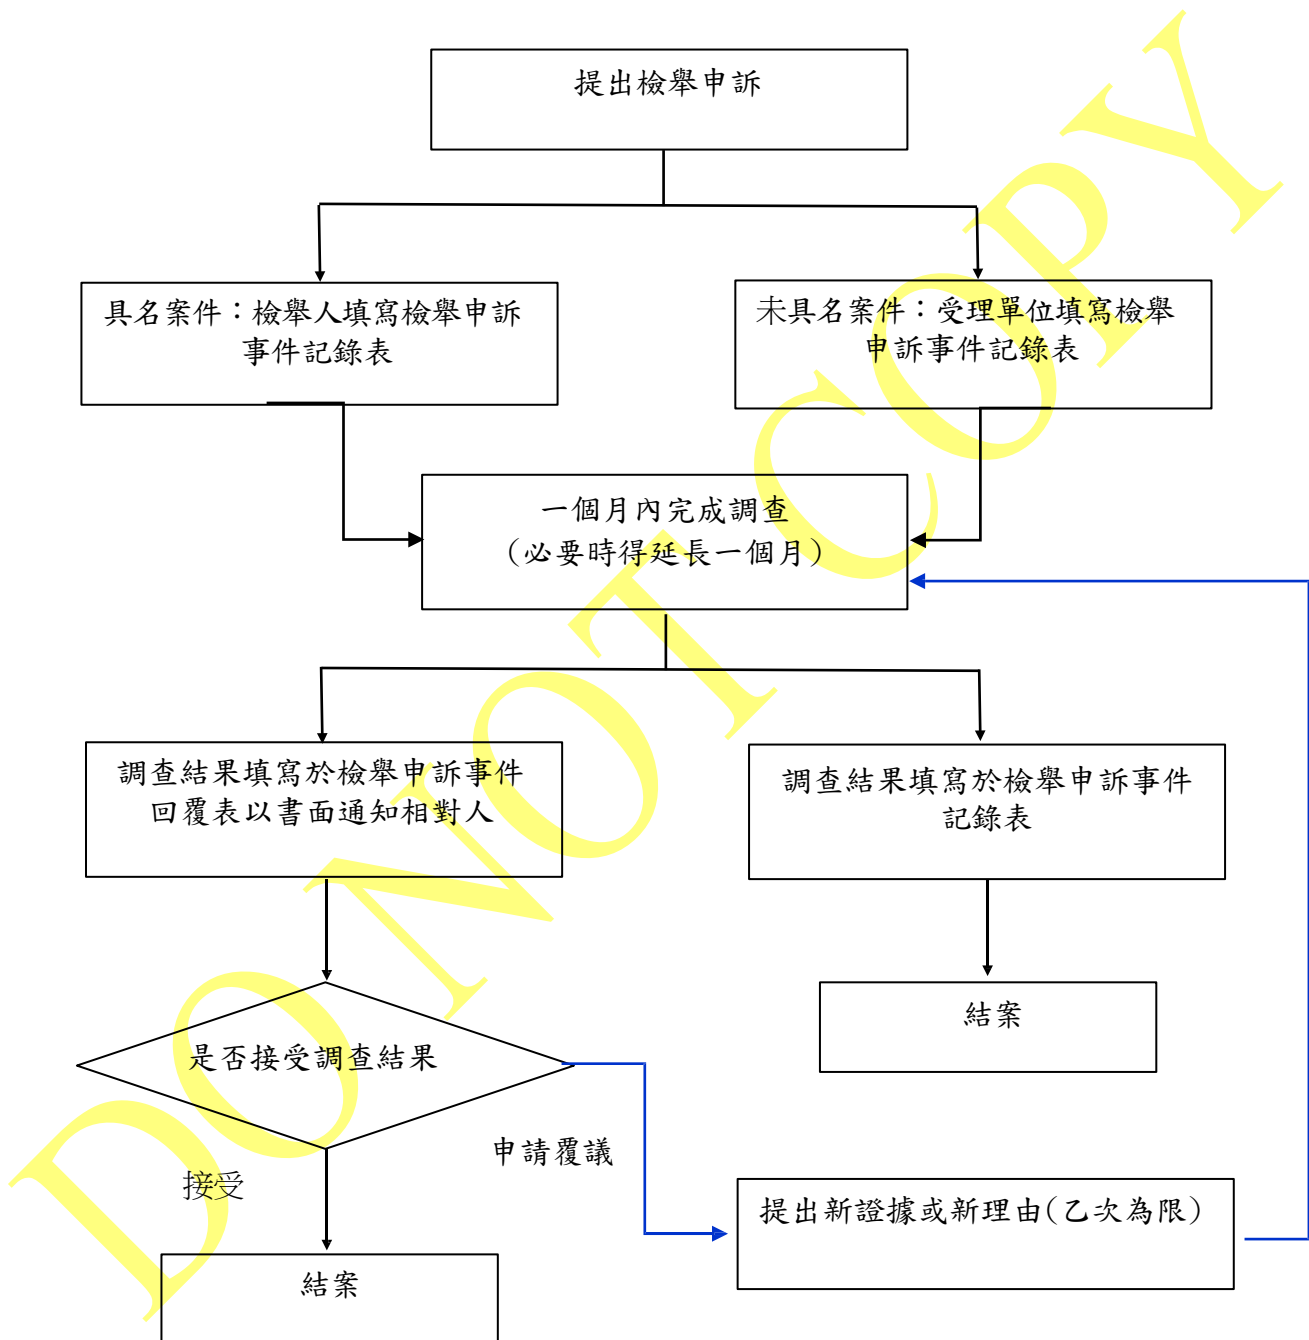 提出檢舉申訴
具名案件：檢舉人填寫檢舉申訴
事件記錄表
未具名案件：受理單位填寫檢舉
申訴事件記錄表
一個月內完成調查
（必要時得延長一個月）
調查結果填寫於檢舉申訴事件
回覆表以書面通知相對人
調查結果填寫於檢舉申訴事件
記錄表
結案
是否接受調查結果
申請覆議
接受
提出新證據或新理由(乙次為限)
結案
DO NOT COPY